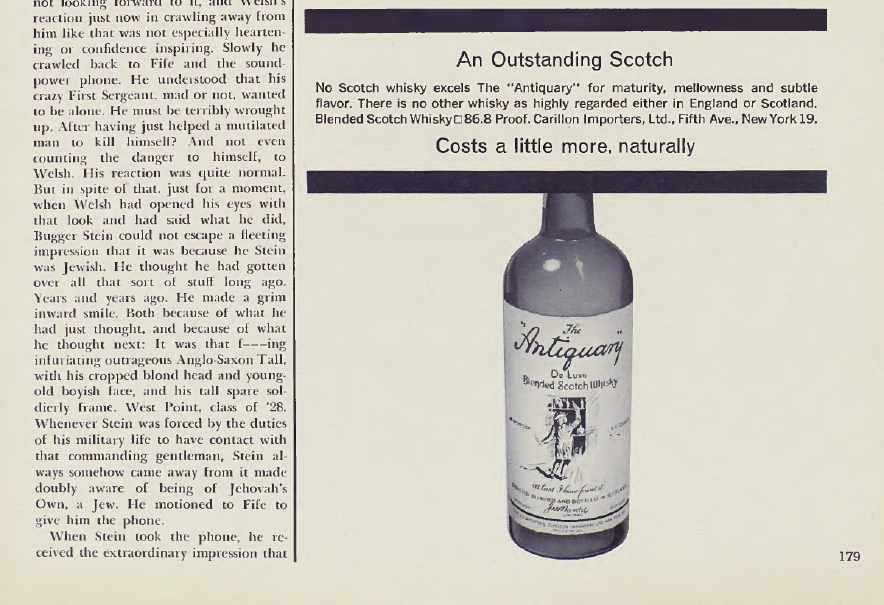 not looking forward to it, and Welsh's
reaction just now in crawling away from
him like that was not especially hearten-
ing or confidence inspiring. Slowly he
crawled back to Fife and the sound-
power phone. He understood that his
crazy First Sergeant, mad or not, wanted
to be alone. He must be terribly wrought
up. After having just helped a mutilated
man to kill himself? And not even
counting the danger to himself, to
Welsh. His reaction was quite normal.
But in spite of that, just for a moment,
when Welsh had opened his eyes with
that look and had said what he did,
Bugger Stein could not escape a fleeting
impression that it was because he Stein
was Jewish. He thought he had gotten
over all that sort of stuff long ago.
Years and years ago. He made a grim
inward smile. Both because of what he
had just thought, and because of what
he thought next: It was that f---ing
infuriating outrageous Anglo-Saxon Tall,
with his cropped blond head and young-
old boyish face, and his tall spare sol-
dierly frame. West Point, class of '28.
Whenever Stein was forced by the duties
of his military life to have contact with
that commanding gentleman, Stein al-
ways somehow came away from it made
doubly aware of being of Jehovah's
Own, a Jew. He motioned to Fife to
give him the phone.
When Stein took the phone, he re-
ceived the extraordinary impression that
An Outstanding Scotch
No Scotch whisky excels The "Antiquary" for maturity, mellowness and subtle
flavor. There is no other whisky as highly regarded either in England or Scotland.
Blended Scotch Whisky□86.8 Proof. Carillon Importers, Ltd., Fifth Ave., New York 19.
Costs a little more, naturally
The
"Antiquary"
De Luxe
Blended Scotch Whisky
179